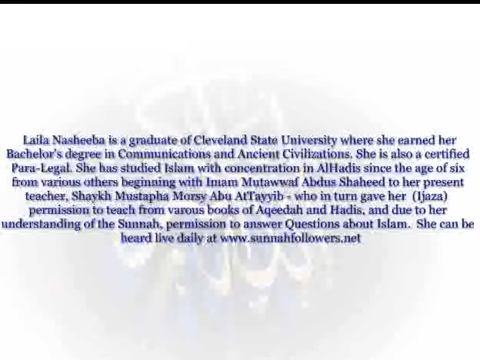 Laila Nasheeba is a graduate of Cleveland State University where she earned her
Bachelor's degree in Communications and Ancient Civilizations. She is also a certified
Para-Legal. She has studied Islam with concentration in AlHadis since the age of six
from various others beginning with Imam Mutawwaf Abdus Shaheed to her present
teacher, Shaykh Mustapha Morsy Abu AtTayyib - who in turn gave her (Ijaza)
permission to teach from varous books of Aqeedah and Hadis, and due to her
understanding of the Sunnah, permission to answer Questions about Islam. She can be
heard live daily at www.sunnahfollowers.net